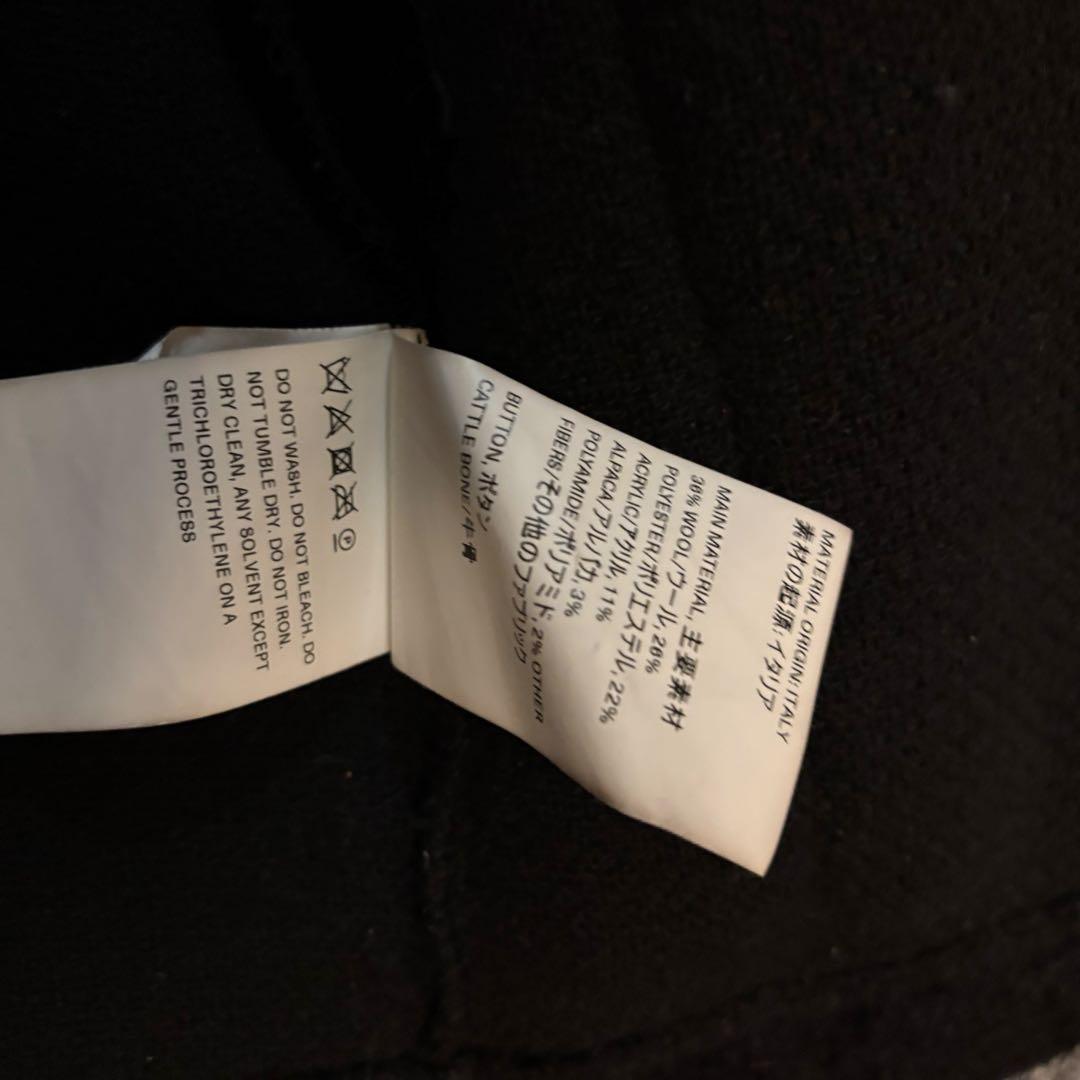 DO NOT WASH. DO NOT BLEACH. DO
NOT TUMBLE DRY. DO NOT IRON.
DRY CLEAN, ANY SOLVENT EXCEPT
TRICHLOROETHYLENE ON A
GENTLE PROCESS
MATERIAL ORIGIN: ITALY
素材の起源:イタリア
MAIN MATERIAL, 主要素材
36% WOOL/ウール, 26%
POLYESTER/ポリエステル, 22%
ACRYLIC/アクリル, 11%
ALPACA/アルパカ, 3%
POLYAMIDE/ポリアミド, 2% OTHER
FIBERS/その他のファブリック
BUTTON, ボタン
CATTLE BONE/牛骨